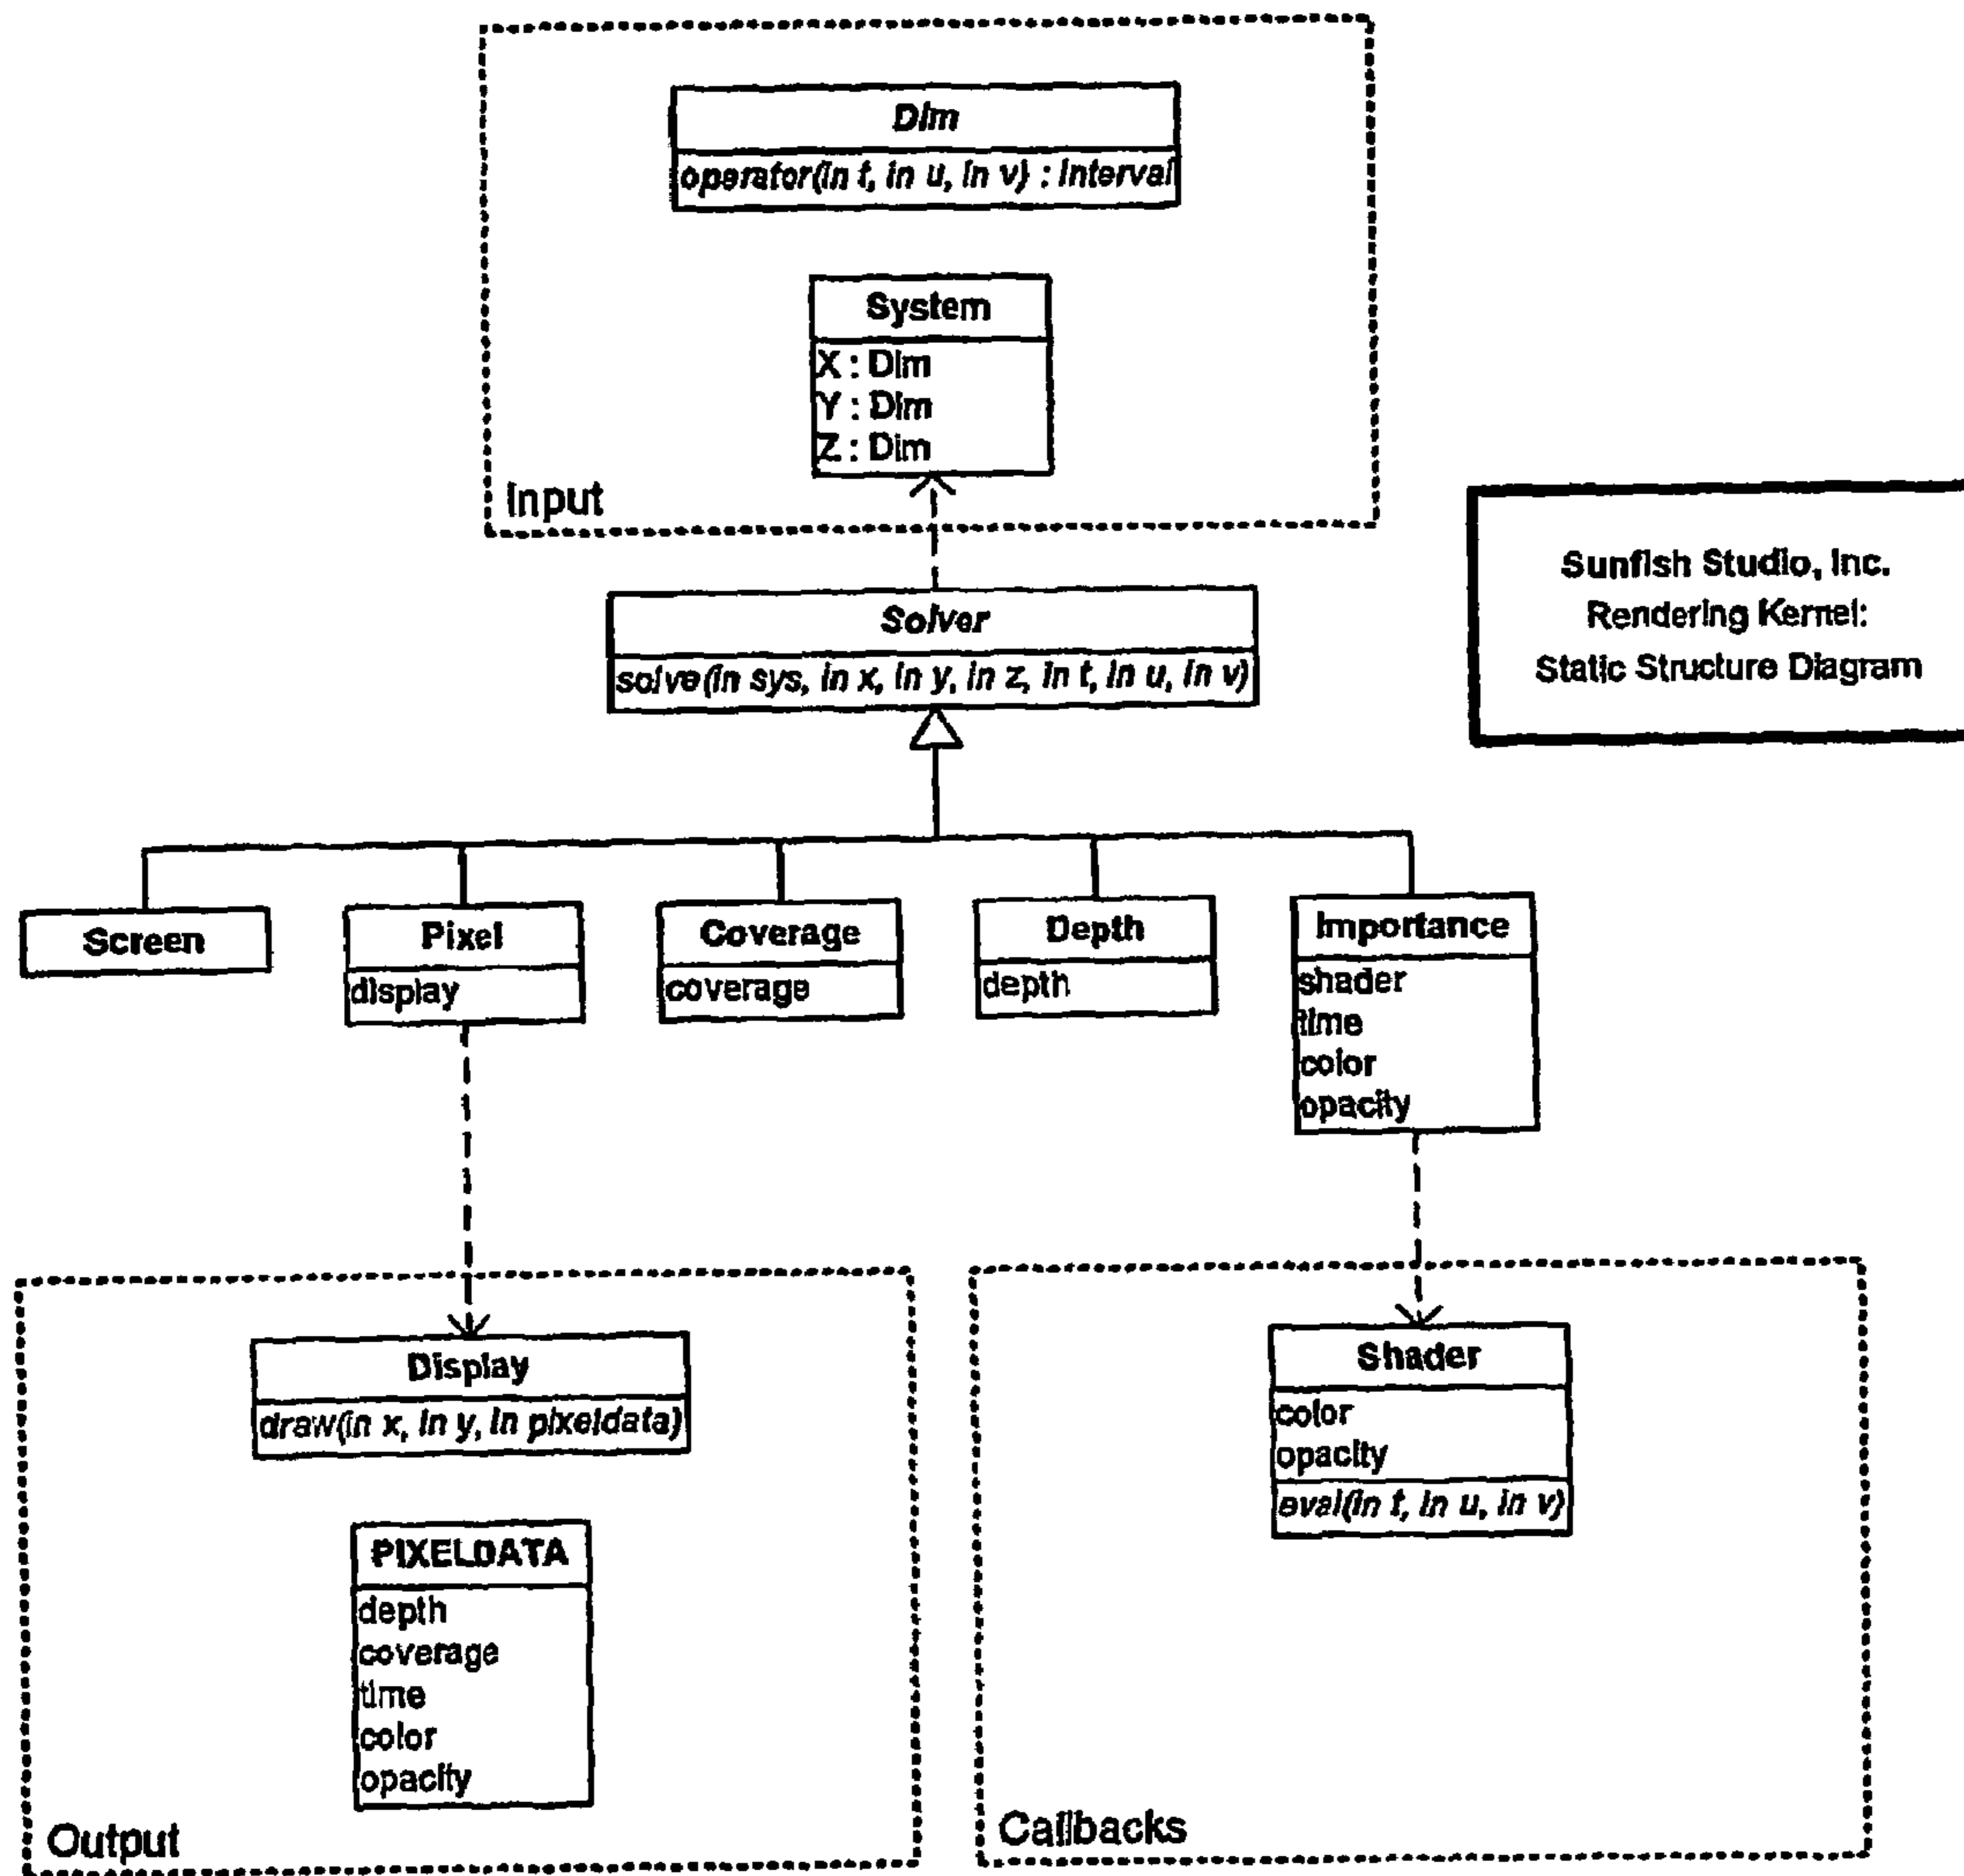 Dim
operator(in t, in u, in v) : Interval
System
X : Dim
Y : Dim
Z : Dim
Input
Sunfish Studio, Inc.
Rendering Kernel:
Static Structure Diagram
Solver
solve(in sys, in x, in y, in z, in t, in u, in v)
Screen
Pixel
display
Coverage
coverage
Depth
depth
Importance
shader
time
color
opacity
Display
draw(in x, in y, in pixeldata)
PIXELDATA
depth
coverage
time
color
opacity
Output
Shader
color
opacity
eval(in t, in u, in v)
Callbacks